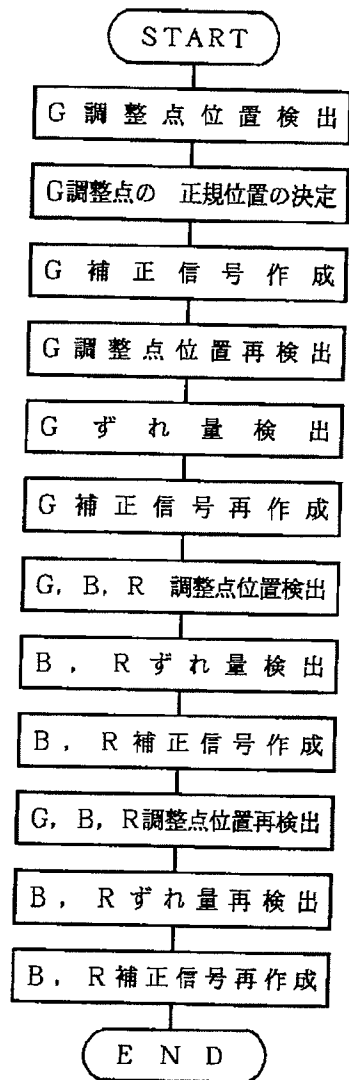 START
G調整点位置検出
G調整点の 正規位置の決定
G補正信号作成
G調整点位置再検出
Gずれ量検出
G補正信号再作成
G, B, R 調整点位置検出
B, Rずれ量検出
B, R補正信号作成
G, B, R調整点位置再検出
B, Rずれ量再検出
B, R補正信号再作成
END